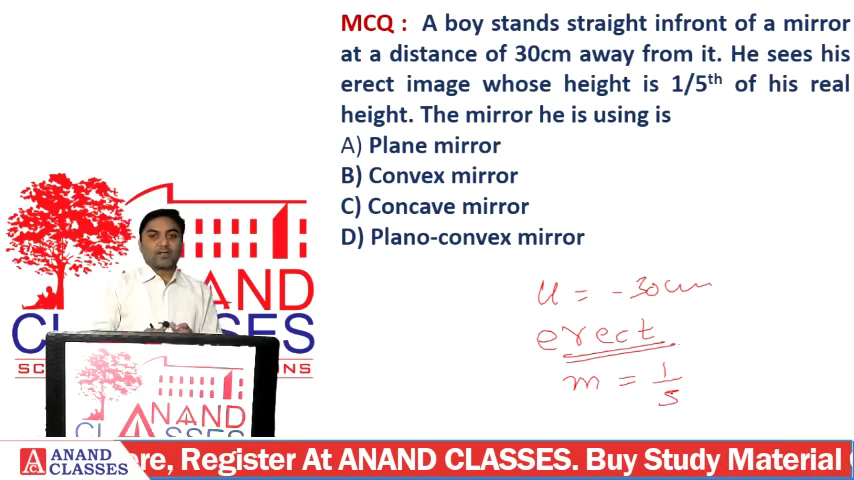 MCQ : A boy stands straight infront of a mirror
at a distance of 30cm away from it. He sees his
erect image whose height is 1/5th of his real
height. The mirror he is using is
A) Plane mirror
B) Convex mirror
C) Concave mirror
D) Plano-convex mirror
u = -30cm
erect
m = 1/5
ANAND
CLASSES
ANAND
CLASSES
ere, Register At ANAND CLASSES. Buy Study Material
ANAND
CLASSES